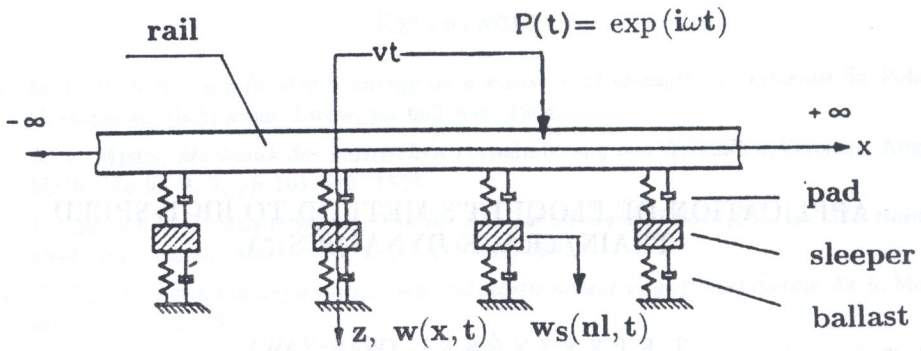 rail
P(t)= exp (iωt)
vt
- ∞
+ ∞
x
pad
sleeper
z, w(x, t)
w_S(nl, t)
ballast